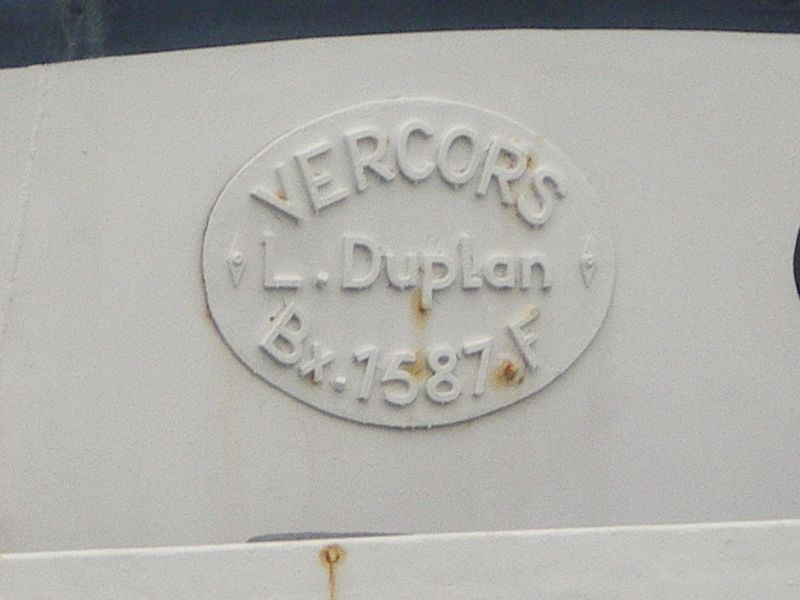 VERCORS
L. Duplan
Bx. 1587 F